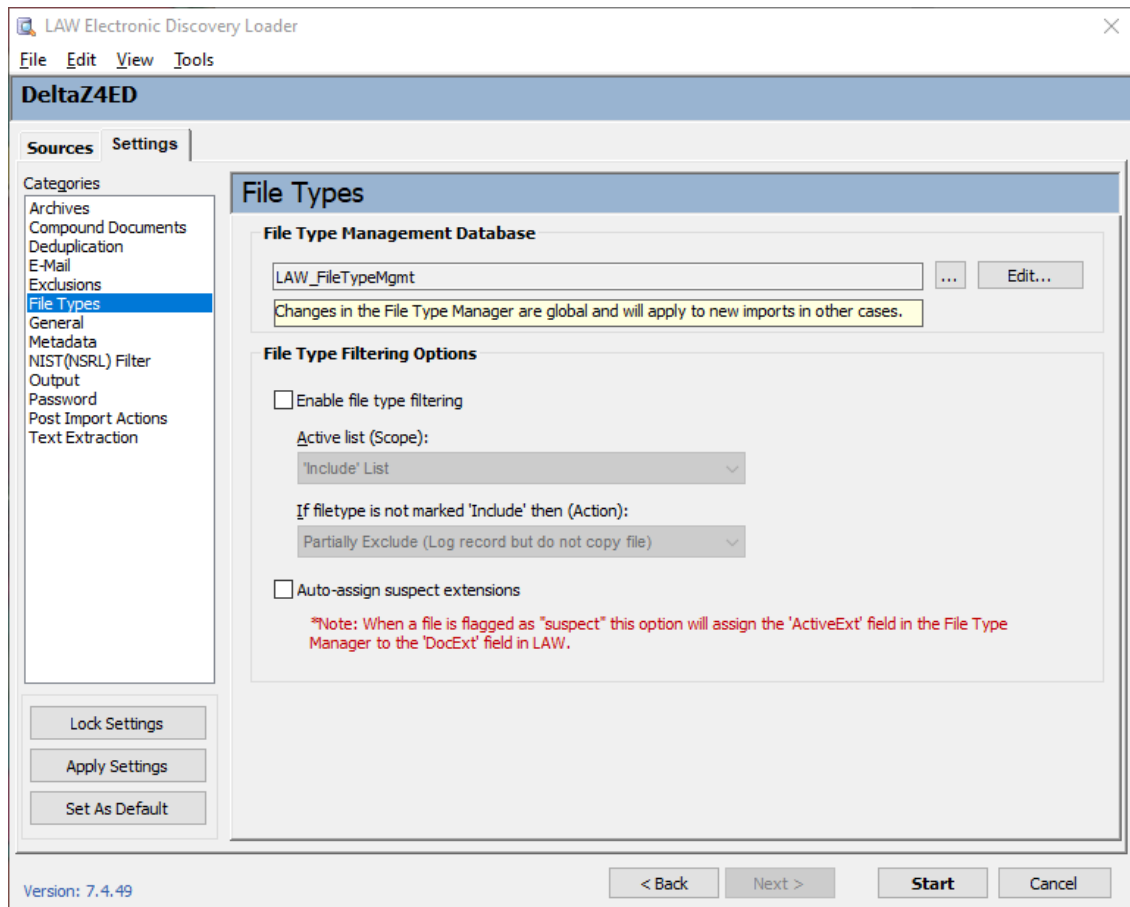 LAW Electronic Discovery Loader
File Edit View Tools
DeltaZ4ED
Sources Settings
Categories
Archives
Compound Documents
Deduplication
E-Mail
Exclusions
File Types
General
Metadata
NIST(NSRL) Filter
Output
Password
Post Import Actions
Text Extraction
Lock Settings
Apply Settings
Set As Default
File Types
File Type Management Database
LAW_FileTypeMgmt ... Edit...
Changes in the File Type Manager are global and will apply to new imports in other cases.
File Type Filtering Options
Enable file type filtering
Active list (Scope):
'Include' List
If filetype is not marked 'Include' then (Action):
Partially Exclude (Log record but do not copy file)
Auto-assign suspect extensions
*Note: When a file is flagged as "suspect" this option will assign the 'ActiveExt' field in the File Type
Manager to the 'DocExt' field in LAW.
Version: 7.4.49
< Back Next > Start Cancel